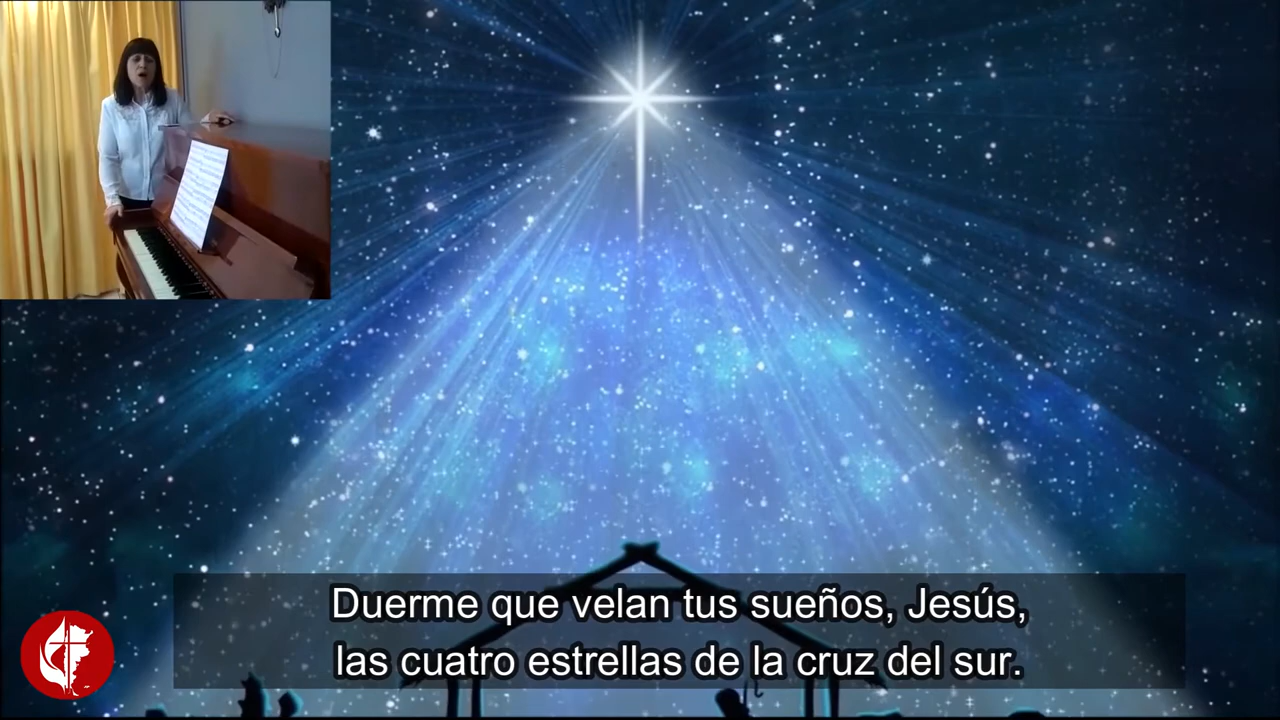 Duerme que velan tus sueños, Jesús,
las cuatro estrellas de la cruz del sur.